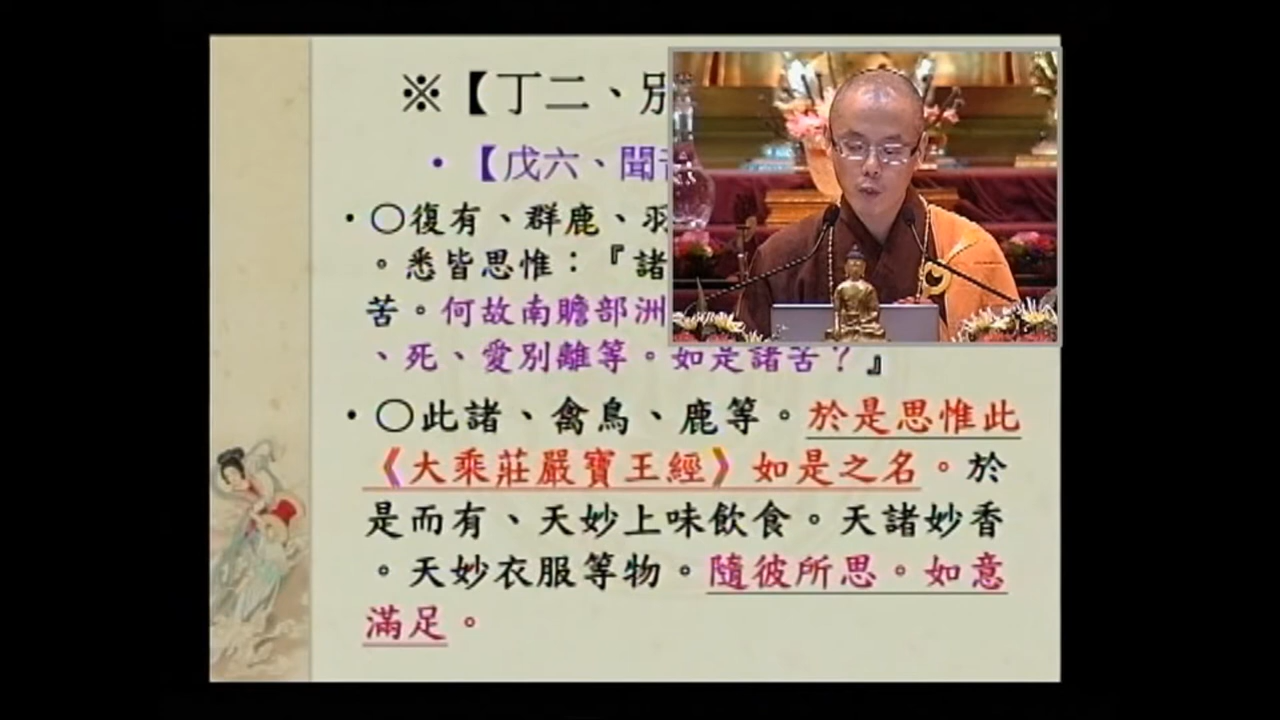 ※【丁二、別
•【戊六、聞音
•○復有、群鹿、羽
。悉皆思惟：『諸
苦。何故南贍部洲
、死、愛別離等。如是諸苦？』
•○此諸、禽鳥、鹿等。於是思惟此
《大乘莊嚴寶王經》如是之名。於
是而有、天妙上味飲食。天諸妙香
。天妙衣服等物。隨彼所思。如意
滿足。